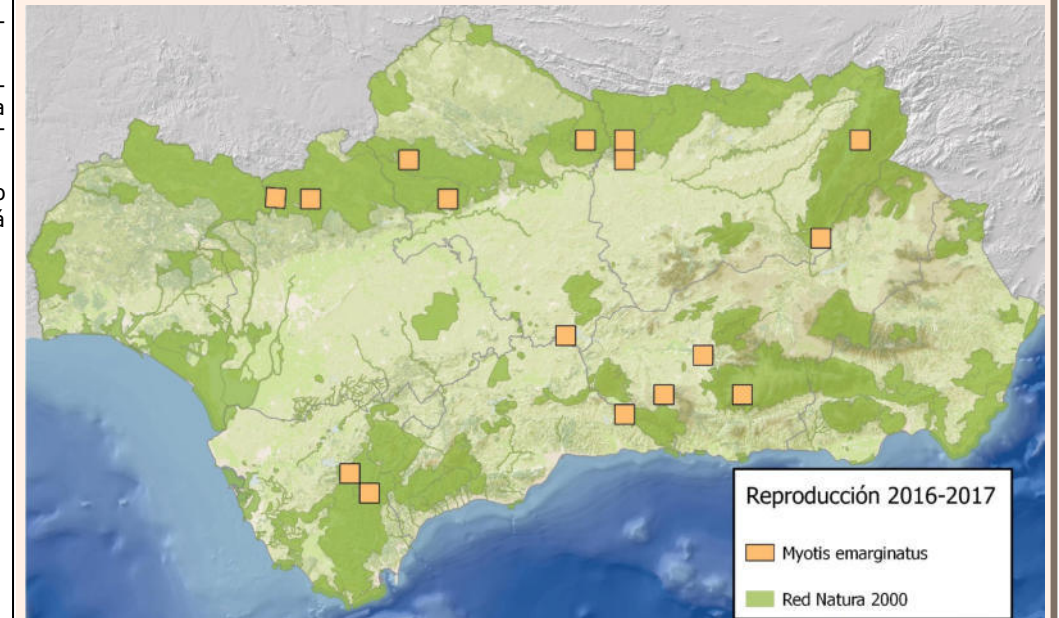 a
o
á
Reproducción 2016-2017
Myotis emarginatus
Red Natura 2000